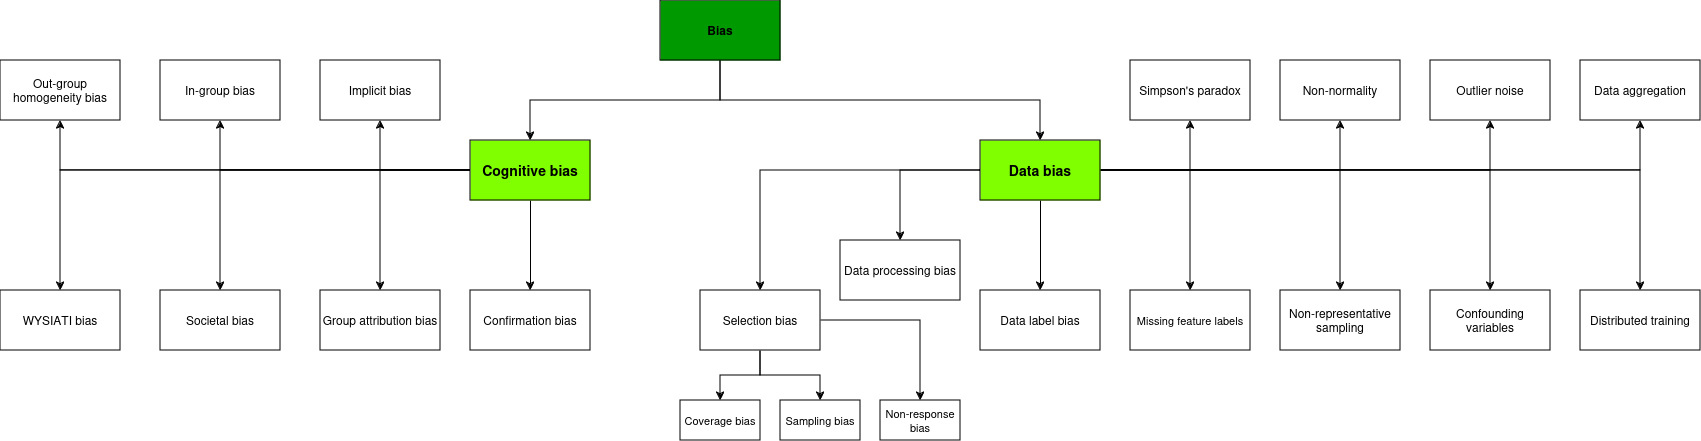 Bias
Out-group
homogeneity bias
In-group bias
Implicit bias
Simpson's paradox
Non-normality
Outlier noise
Data aggregation
Cognitive bias
Data bias
Data processing bias
WYSIATI bias
Societal bias
Group attribution bias
Confirmation bias
Selection bias
Data label bias
Missing feature labels
Non-representative
sampling
Confounding
variables
Distributed training
Coverage bias
Sampling bias
Non-response
bias